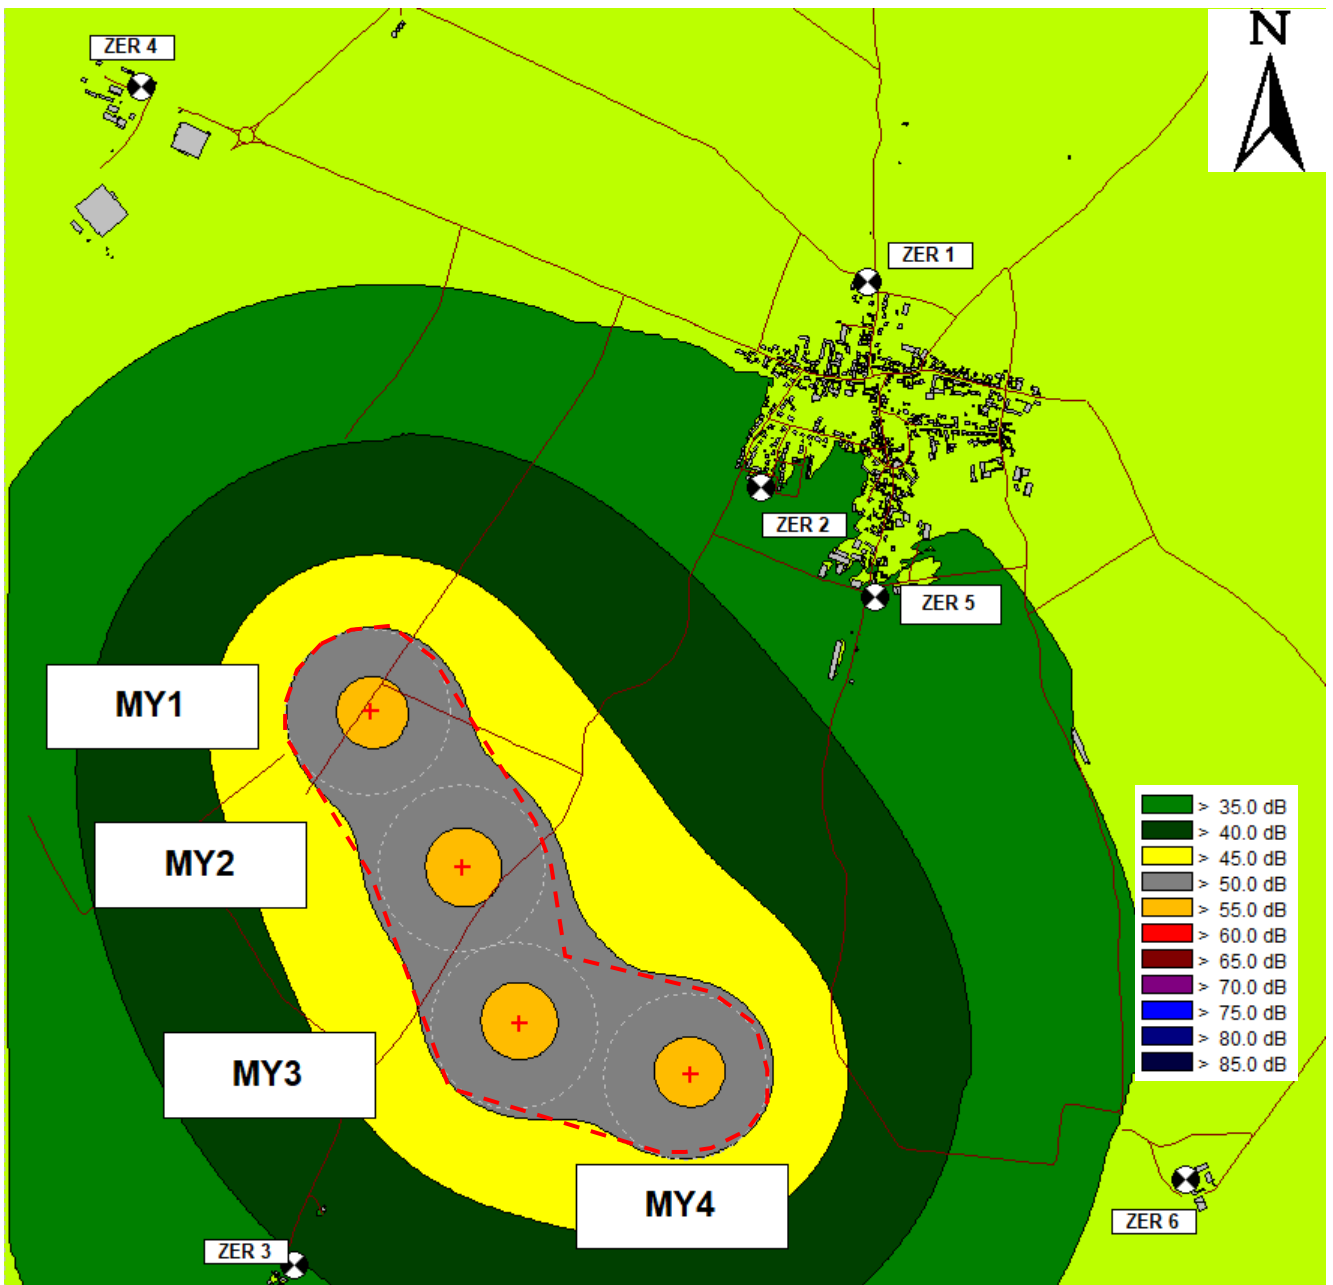 ZER 4
N
ZER 1
ZER 2
ZER 5
MY1
MY2
MY3
MY4
> 35.0 dB
> 40.0 dB
> 45.0 dB
> 50.0 dB
> 55.0 dB
> 60.0 dB
> 65.0 dB
> 70.0 dB
> 75.0 dB
> 80.0 dB
> 85.0 dB
ZER 6
ZER 3